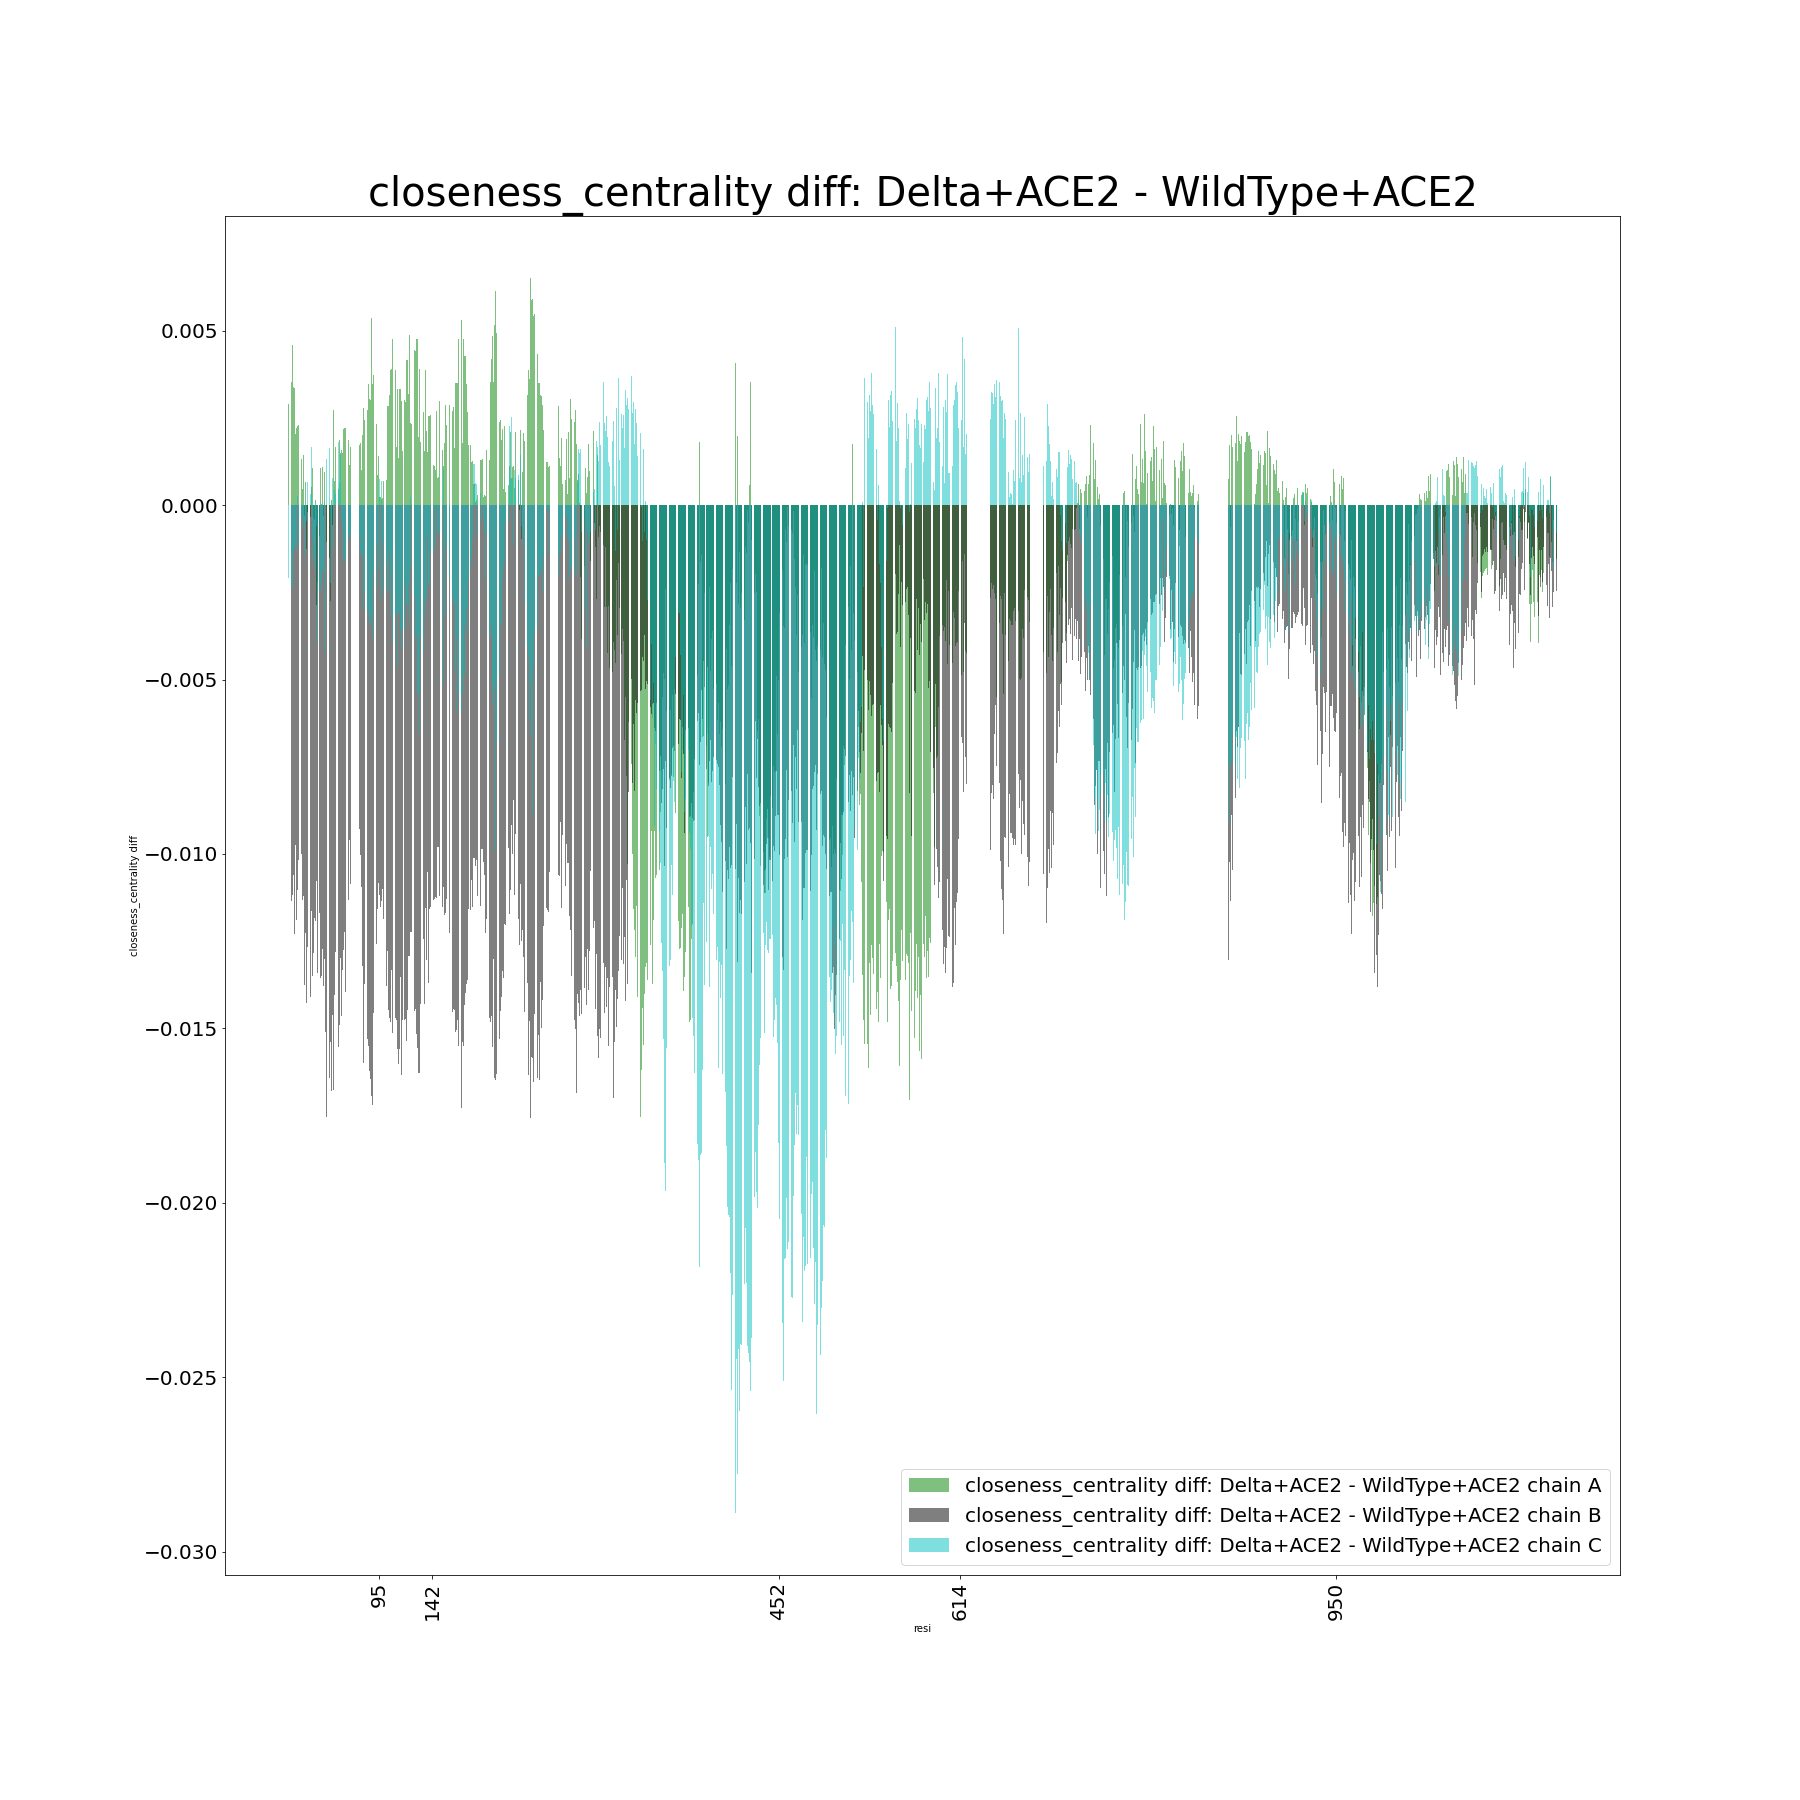 closeness_centrality diff: Delta+ACE2 - WildType+ACE2
0.005
0.000
−0.005
−0.010
−0.015
−0.020
−0.025
−0.030
closeness_centrality diff
closeness_centrality diff: Delta+ACE2 - WildType+ACE2 chain A
closeness_centrality diff: Delta+ACE2 - WildType+ACE2 chain B
closeness_centrality diff: Delta+ACE2 - WildType+ACE2 chain C
95
142
452
614
950
resi